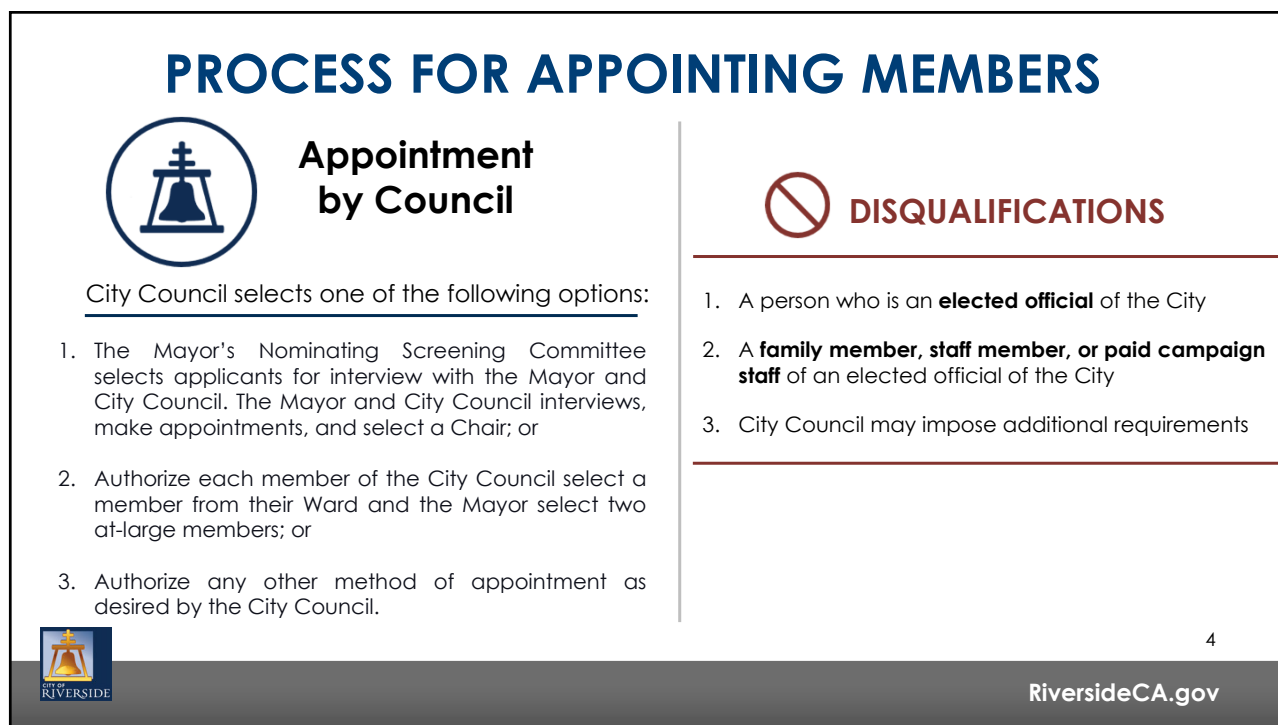 PROCESS FOR APPOINTING MEMBERS
Appointment
by Council
City Council selects one of the following options:
1. The Mayor's Nominating Screening Committee
selects applicants for interview with the Mayor and
City Council. The Mayor and City Council interviews,
make appointments, and select a Chair; or
2. Authorize each member of the City Council select a
member from their Ward and the Mayor select two
at-large members; or
3. Authorize any other method of appointment as
desired by the City Council.
DISQUALIFICATIONS
1. A person who is an elected official of the City
2. A family member, staff member, or paid campaign
staff of an elected official of the City
3. City Council may impose additional requirements
4
CITY OF
RIVERSIDE
RiversideCA.gov